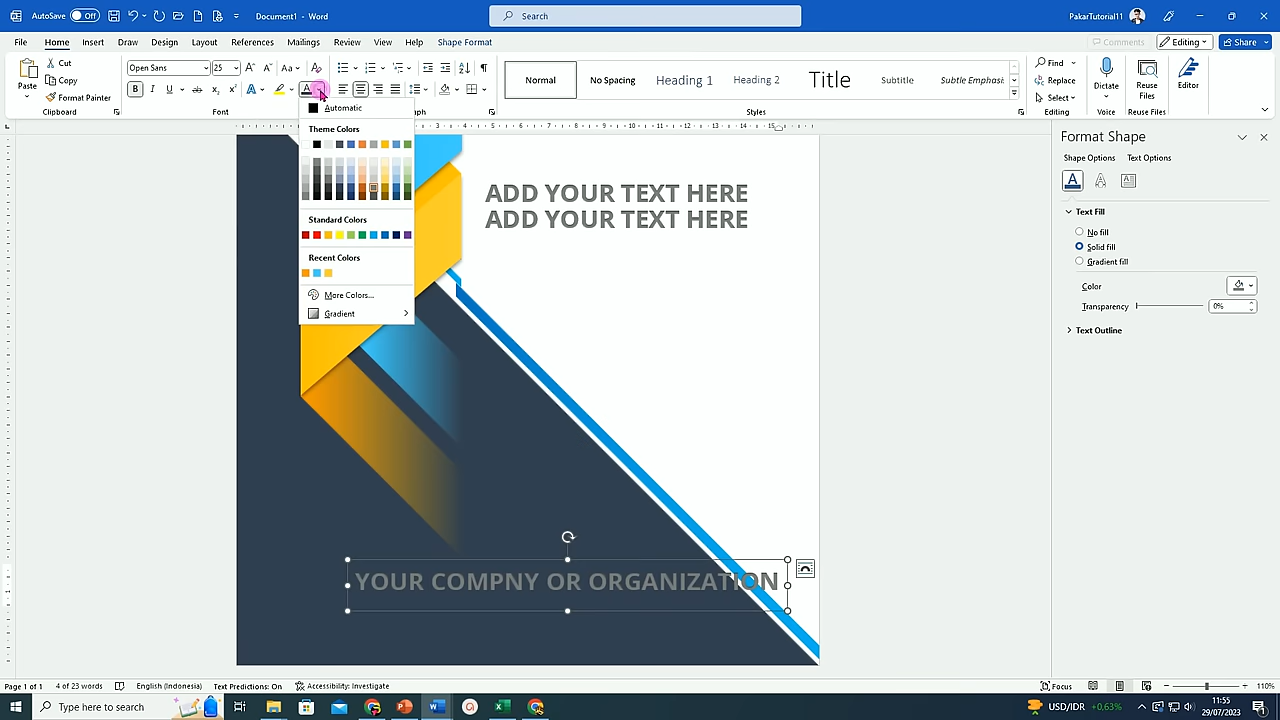 AutoSave Off
Document1 - Word
Search
PakarTutorial11
File Home Insert Draw Design Layout References Mailings Review View Help Shape Format
Comments Editing Share
Paste
Cut
Copy
Format Painter
Clipboard
Open Sans 25
Font
Normal
No Spacing
Heading 1
Heading 2
Title
Subtitle
Subtle Emphasi
Styles
Find
Replace
Select
Editing
Dictate
Voice
Reuse
Files
Reuse Files
Editor
Editor
Automatic
Theme Colors
Standard Colors
Recent Colors
More Colors...
Gradient
ADD YOUR TEXT HERE
ADD YOUR TEXT HERE
YOUR COMPNY OR ORGANIZATION
Format Shape
Shape Options Text Options
Text Fill
No fill
Solid fill
Gradient fill
Color
Transparency 0%
Text Outline
Page 1 of 1 4 of 23 words English (Indonesia) Text Predictions: On Accessibility: Investigate
Focus
110%
Type here to search
USD/IDR +0,63%
11:55
29/07/2023